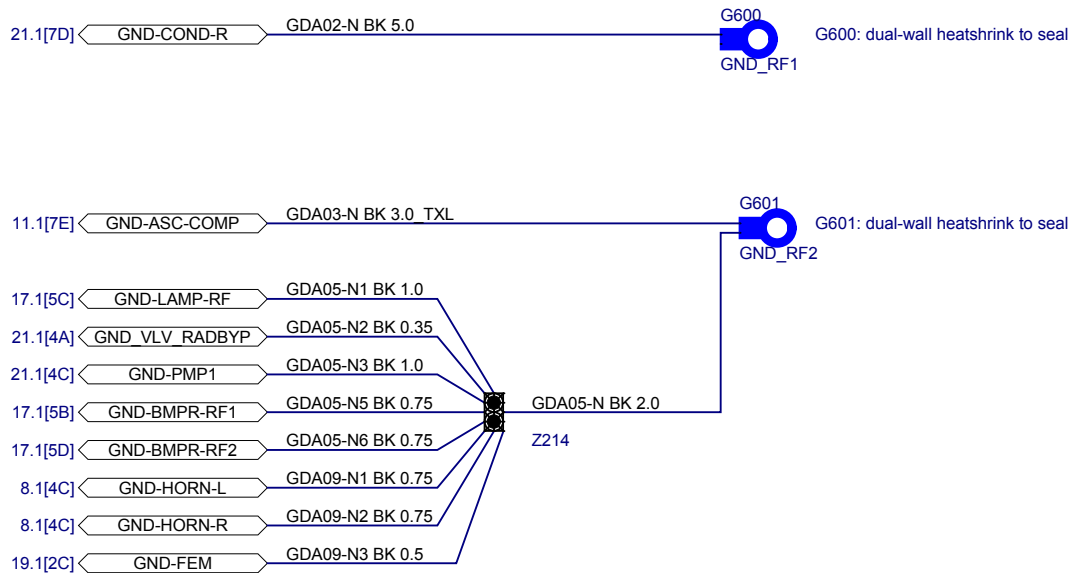 G600
21.1[7D] GND-COND-R GDA02-N BK 5.0 G600: dual-wall heatshrink to seal
GND_RF1
G601
11.1[7E] GND-ASC-COMP GDA03-N BK 3.0_TXL G601: dual-wall heatshrink to seal
GND_RF2
17.1[5C] GND-LAMP-RF GDA05-N1 BK 1.0
21.1[4A] GND_VLV_RADBYP GDA05-N2 BK 0.35
21.1[4C] GND-PMP1 GDA05-N3 BK 1.0
17.1[5B] GND-BMPR-RF1 GDA05-N5 BK 0.75 GDA05-N BK 2.0
17.1[5D] GND-BMPR-RF2 GDA05-N6 BK 0.75 Z214
8.1[4C] GND-HORN-L GDA09-N1 BK 0.75
8.1[4C] GND-HORN-R GDA09-N2 BK 0.75
19.1[2C] GND-FEM GDA09-N3 BK 0.5